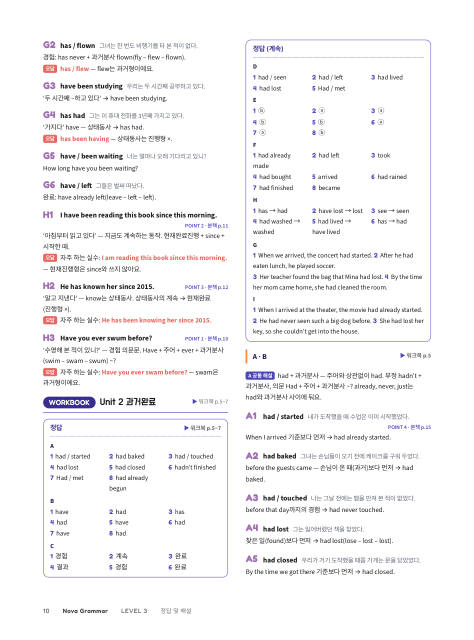 G2 has / flown 그녀는 한 번도 비행기를 타 본 적이 없다.
경험: has never + 과거분사 flown(fly – flew – flown).
오답 has / flew — flew는 과거형이에요.
G3 have been studying 우리는 두 시간째 공부하고 있다.
'두 시간째 ~하고 있다' → have been studying.
G4 has had 그는 이 휴대 전화를 3년째 가지고 있다.
'가지다' have — 상태동사 → has had.
오답 has been having — 상태동사는 진행형 ×.
G5 have / been waiting 너는 얼마나 오래 기다리고 있니?
How long have you been waiting?
G6 have / left 그들은 벌써 떠났다.
완료: have already left(leave – left – left).
H1 I have been reading this book since this morning.
POINT 2 · 본책 p.11
'아침부터 읽고 있다' — 지금도 계속하는 동작. 현재완료진행 + since +
시작한 때.
오답 자주 하는 실수: I am reading this book since this morning.
— 현재진행형은 since와 쓰지 않아요.
H2 He has known her since 2015.
POINT 3 · 본책 p.12
'알고 지낸다' — know는 상태동사. 상태동사의 계속 → 현재완료
(진행형 ×).
오답 자주 하는 실수: He has been knowing her since 2015.
H3 Have you ever swum before?
POINT 1 · 본책 p.10
'수영해 본 적이 있니?' — 경험 의문문. Have + 주어 + ever + 과거분사
(swim – swam – swum) ~?
오답 자주 하는 실수: Have you ever swam before? — swam은
과거형이에요.
WORKBOOK Unit 2 과거완료 ▶ 워크북 p.5–7
정답 ▶ 워크북 p.5–7
A
1 had / started 2 had baked 3 had / touched
4 had lost 5 had closed 6 hadn't finished
7 Had / met 8 had already
begun
B
1 have 2 had 3 has
4 had 5 have 6 had
7 have 8 had
C
1 경험 2 계속 3 완료
4 결과 5 경험 6 완료
정답 (계속)
D
1 had / seen 2 had / left 3 had lived
4 had lost 5 Had / met
E
1 ⓑ 2 ⓐ 3 ⓐ
4 ⓑ 5 ⓑ 6 ⓐ
7 ⓐ 8 ⓑ
F
1 had already 2 had left 3 took
made
4 had bought 5 arrived 6 had rained
7 had finished 8 became
H
1 has → had 2 have lost → lost 3 see → seen
4 had washed → 5 had lived → 6 has → had
washed have lived
G
1 When we arrived, the concert had started. 2 After he had
eaten lunch, he played soccer.
3 Her teacher found the bag that Nina had lost. 4 By the time
her mom came home, she had cleaned the room.
I
1 When I arrived at the theater, the movie had already started.
2 He had never seen such a big dog before. 3 She had lost her
key, so she couldn't get into the house.
A · B ▶ 워크북 p.5
A 공통 해설 had + 과거분사 — 주어와 상관없이 had. 부정 hadn't +
과거분사, 의문 Had + 주어 + 과거분사 ~? already, never, just는
had와 과거분사 사이에 둬요.
A1 had / started 내가 도착했을 때 수업은 이미 시작했었다.
POINT 4 · 본책 p.15
When I arrived 기준보다 먼저 → had already started.
A2 had baked 그녀는 손님들이 오기 전에 케이크를 구워 두었다.
before the guests came — 손님이 온 때(과거)보다 먼저 → had
baked.
A3 had / touched 나는 그날 전에는 뱀을 만져 본 적이 없었다.
before that day까지의 경험 → had never touched.
A4 had lost 그는 잃어버렸던 책을 찾았다.
찾은 일(found)보다 먼저 → had lost(lose – lost – lost).
A5 had closed 우리가 거기 도착했을 때쯤 가게는 문을 닫았었다.
By the time we got there 기준보다 먼저 → had closed.
10 Nova Grammar LEVEL 3 정답 및 해설